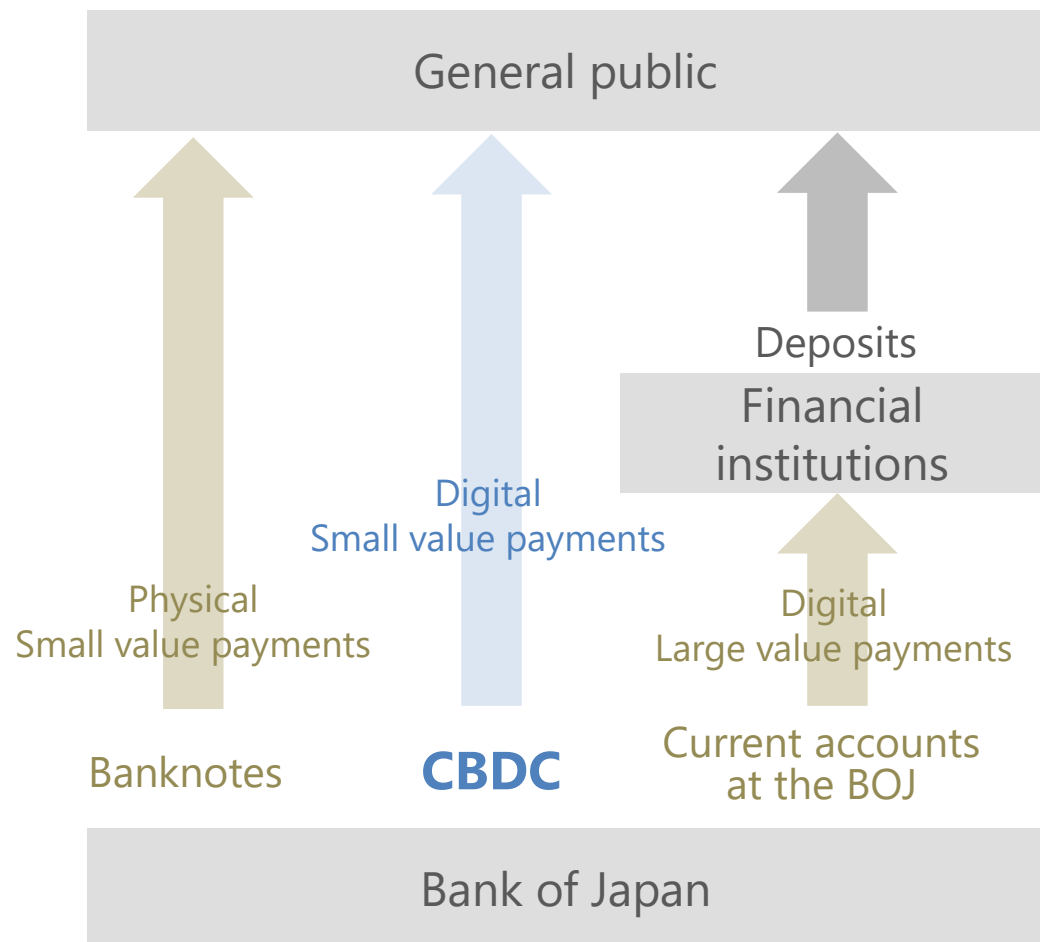 General public
Deposits
Financial
institutions
Digital
Small value payments
Physical
Small value payments
Digital
Large value payments
Banknotes
CBDC
Current accounts
at the BOJ
Bank of Japan